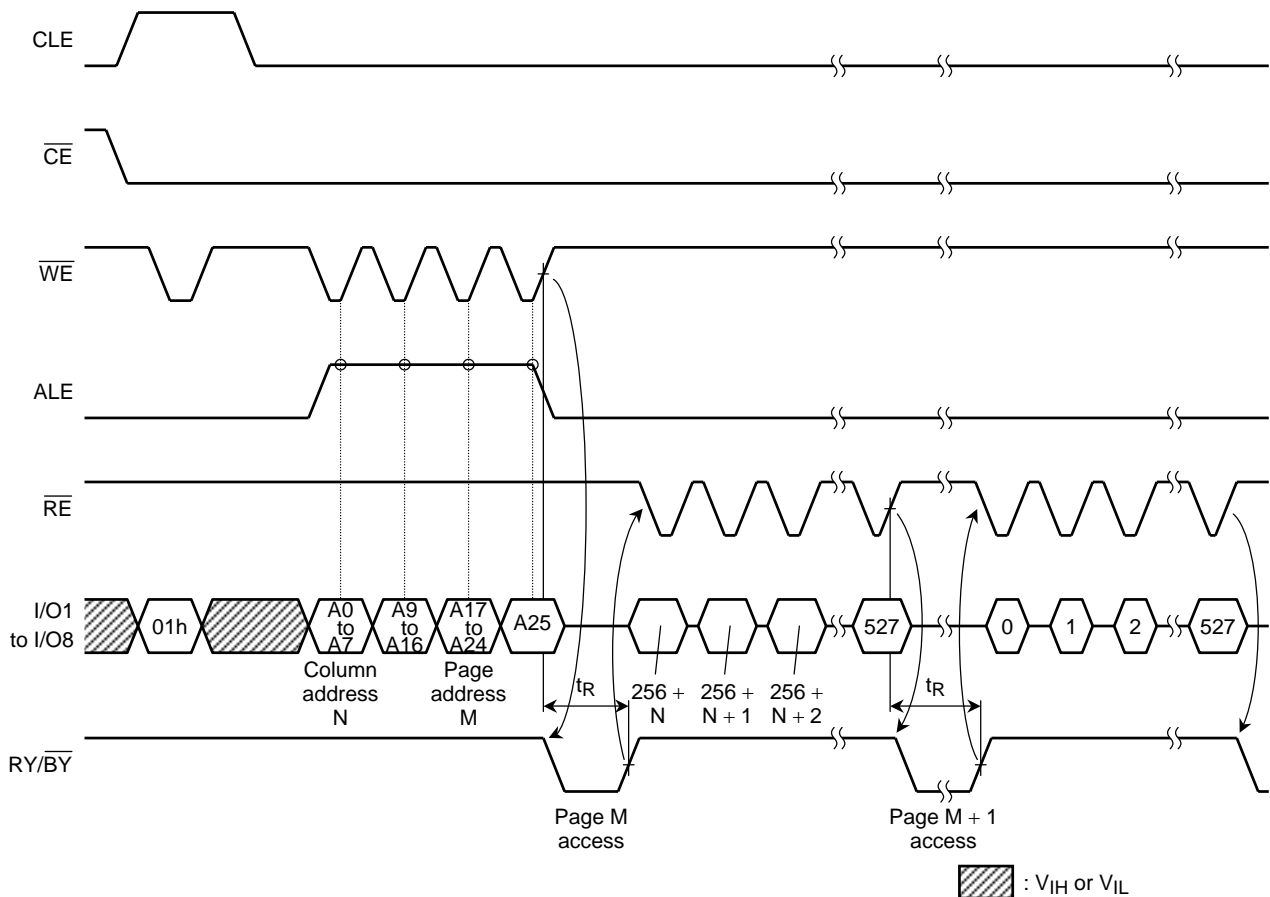 CLE
CE
WE
ALE
RE
I/O1
to I/O8
01h
A0
to
A7
A9
to
A16
A17
to
A24
A25
527
0
1
2
527
Column
address
N
Page
address
M
tR
256 +
N
256 +
N + 1
256 +
N + 2
tR
RY/BY
Page M
access
Page M + 1
access
: VIH or VIL